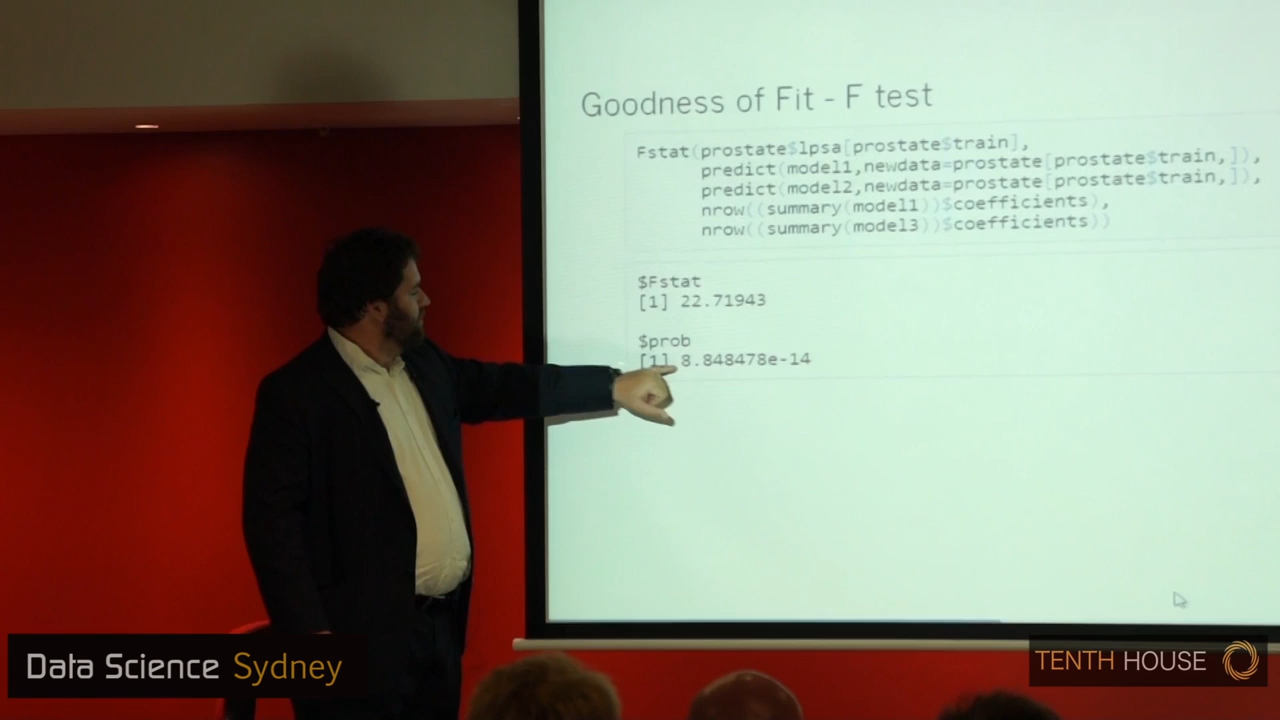 Goodness of Fit - F test
Fstat(prostate$lpsa[prostate$train],
predict(model1,newdata=prostate[prostate$train,]),
predict(model2,newdata=prostate[prostate$train,]),
nrow((summary(model1))$coefficients),
nrow((summary(model3))$coefficients))
$Fstat
[1] 22.71943
$prob
[1] 8.848478e-14
Data Science Sydney
TENTH HOUSE